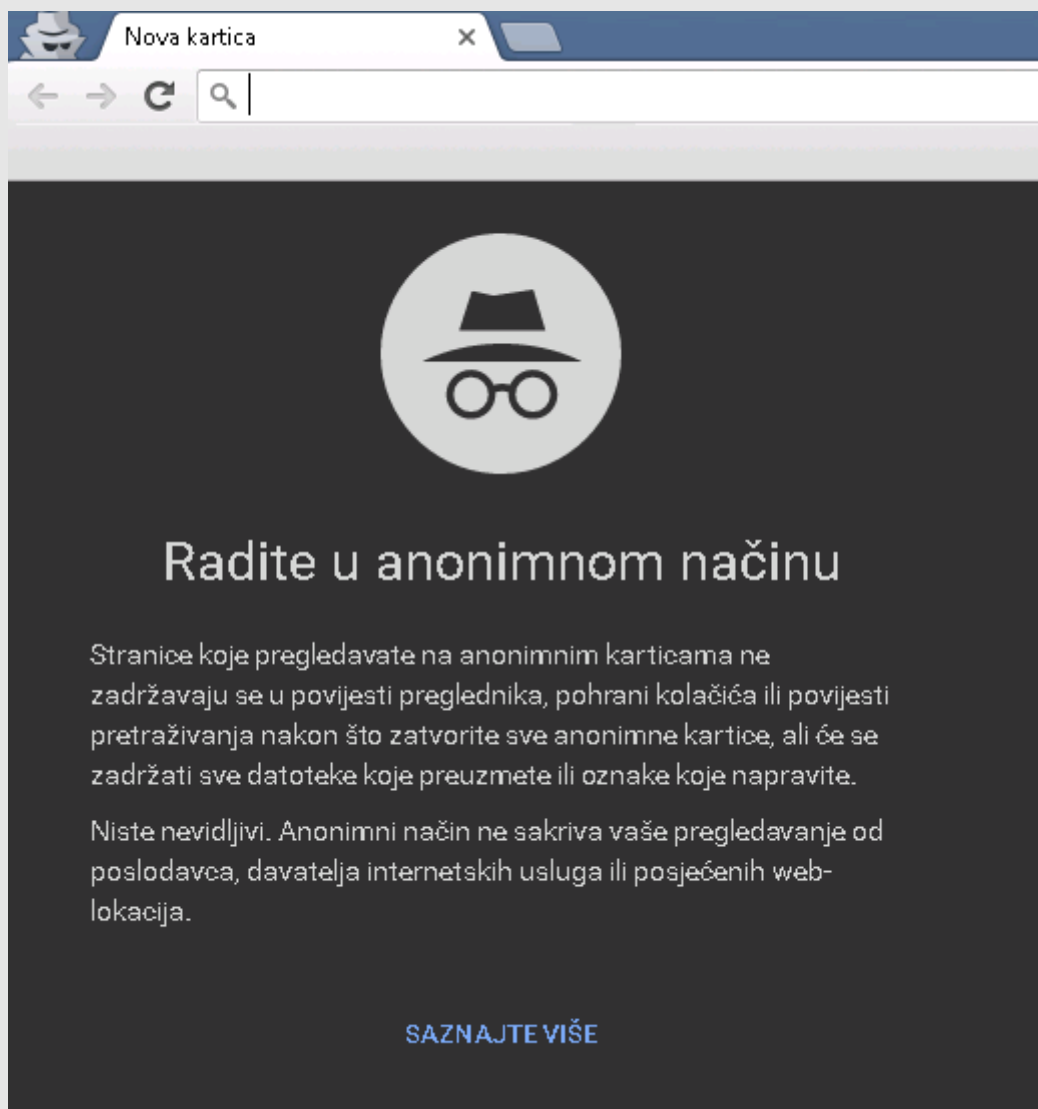 Nova kartica
Radite u anonimnom načinu
Stranice koje pregledavate na anonimnim karticama ne
zadržavaju se u povijesti preglednika, pohrani kolačića ili povijesti
pretraživanja nakon što zatvorite sve anonimne kartice, ali će se
zadržati sve datoteke koje preuzmete ili oznake koje napravite.
Niste nevidljivi. Anonimni način ne sakriva vaše pregledavanje od
poslodavca, davatelja internetskih usluga ili posjećenih web-
lokacija.
SAZNAJTE VIŠE